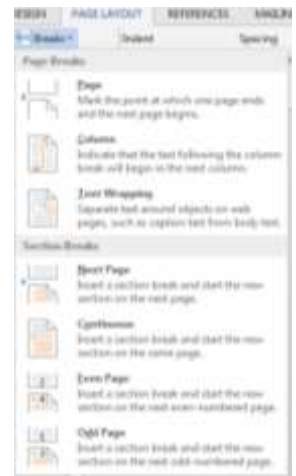 DESIGN PAGE LAYOUT REFERENCES MAILIN
Breaks Indent Spacing
Page Breaks
Page
Mark the point at which one page ends
and the next page begins.
Column
Indicate that the text following the column
break will begin in the next column.
Text Wrapping
Separate text around objects on web
pages, such as caption text from body text.
Section Breaks
Next Page
Insert a section break and start the new
section on the next page.
Continuous
Insert a section break and start the new
section on the same page.
Even Page
Insert a section break and start the new
section on the next even-numbered page.
Odd Page
Insert a section break and start the new
section on the next odd-numbered page.